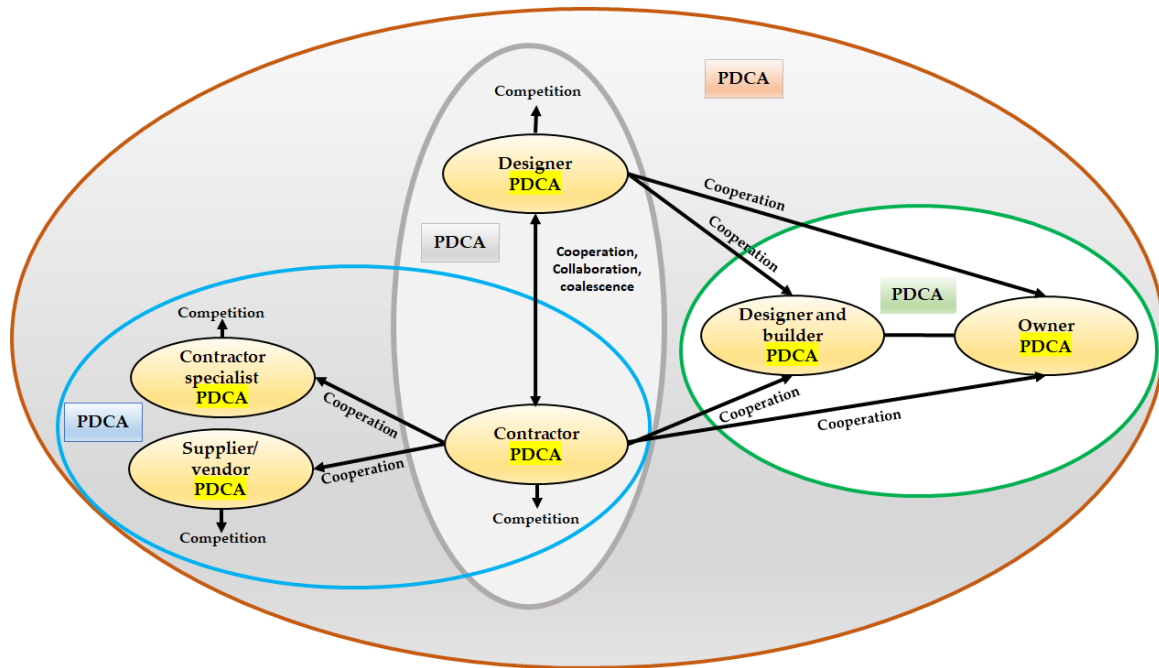 PDCA
Competition
Designer
PDCA
Cooperation
Cooperation
PDCA
Cooperation,
Collaboration,
coalescence
PDCA
Competition
Designer and
builder
PDCA
Owner
PDCA
Contractor
specialist
PDCA
PDCA
Cooperation
Cooperation
Cooperation
Contractor
PDCA
Supplier/
vendor
PDCA
Cooperation
Competition
Competition